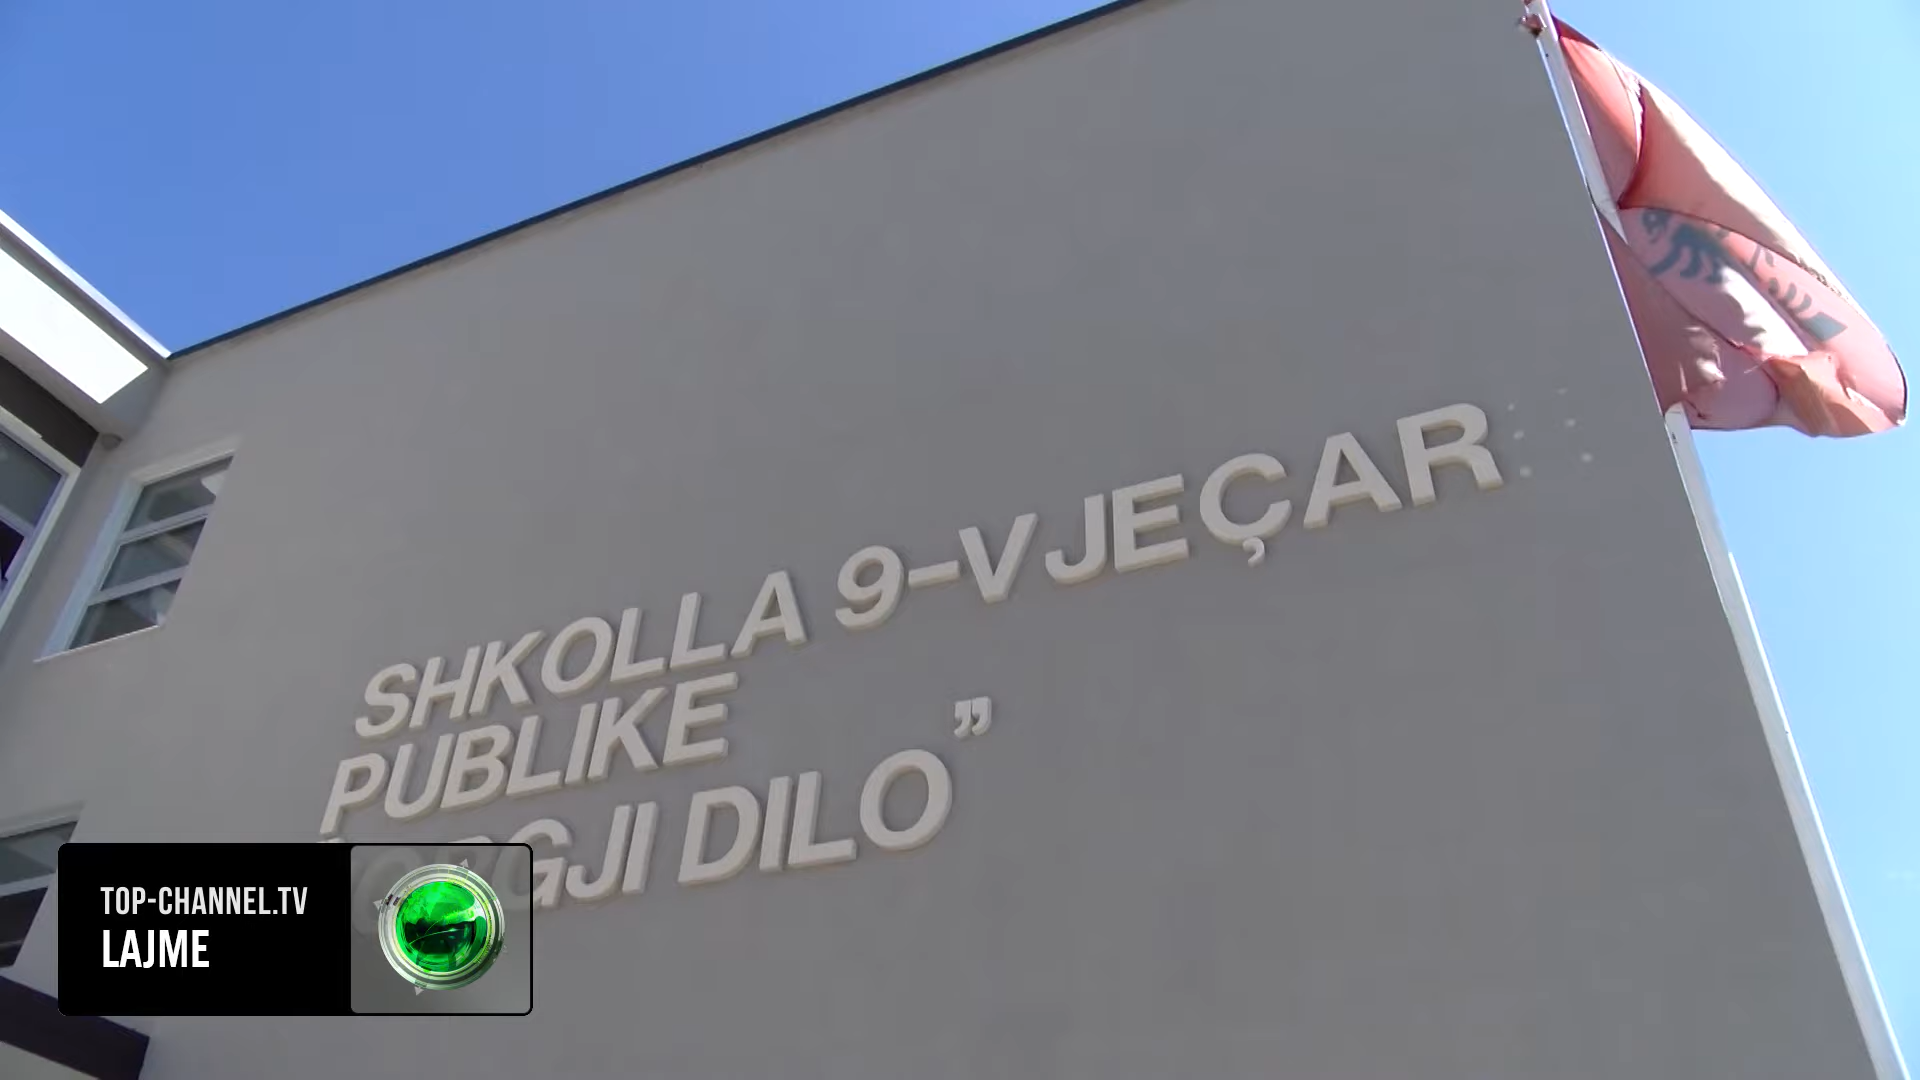 SHKOLLA 9-VJEÇAR
PUBLIKE
DILO”
TOP-CHANNEL.TV
LAJME